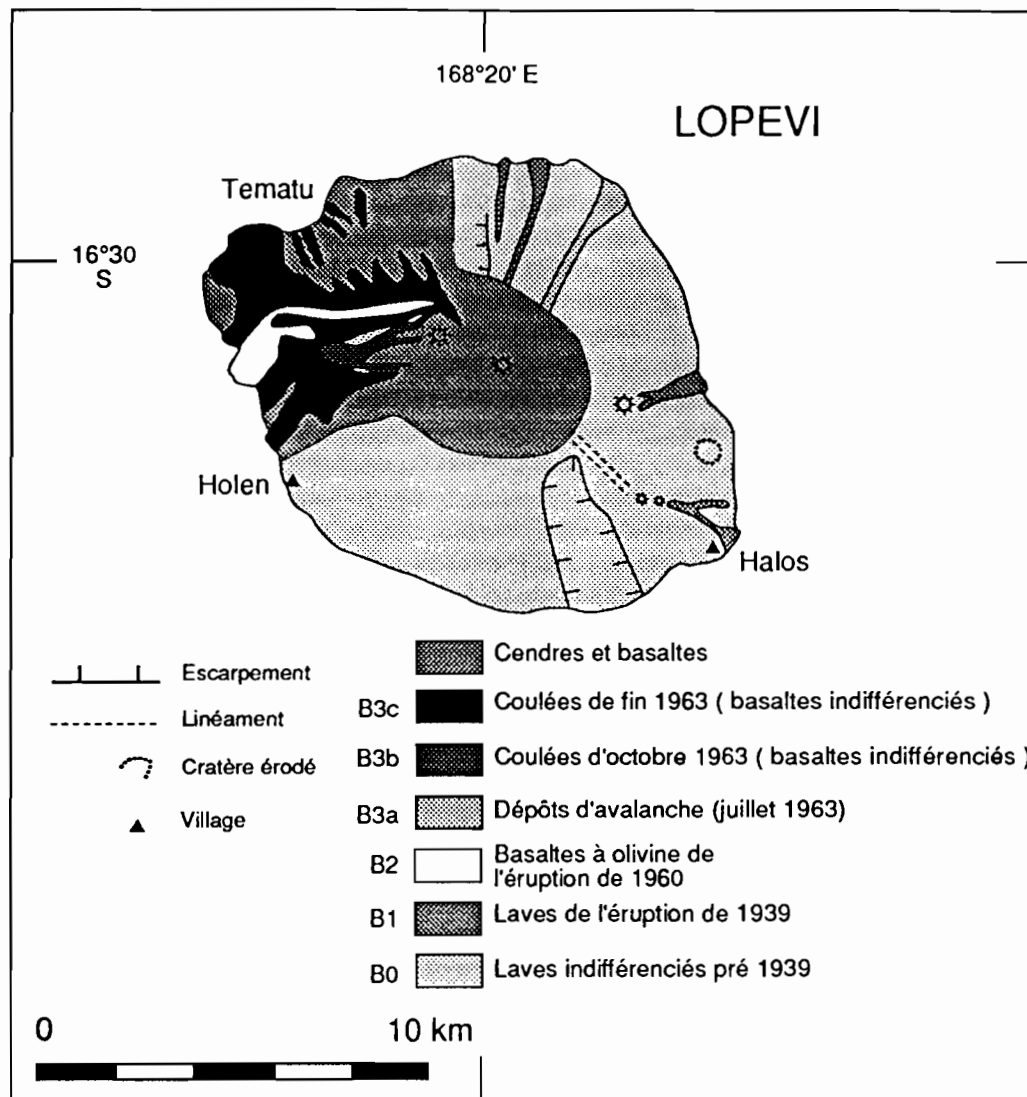 168°20' E
LOPEVI
Tematu
16°30
S
Holen
Halos
Escarpement
Linéament
Cratère érodé
Village
Cendres et basaltes
B3c Coulées de fin 1963 ( basaltes indifférenciés )
B3b Coulées d'octobre 1963 ( basaltes indifférenciés )
B3a Dépôts d'avalanche (juillet 1963)
B2 Basaltes à olivine de
l'éruption de 1960
B1 Laves de l'éruption de 1939
B0 Laves indifférenciés pré 1939
0 10 km